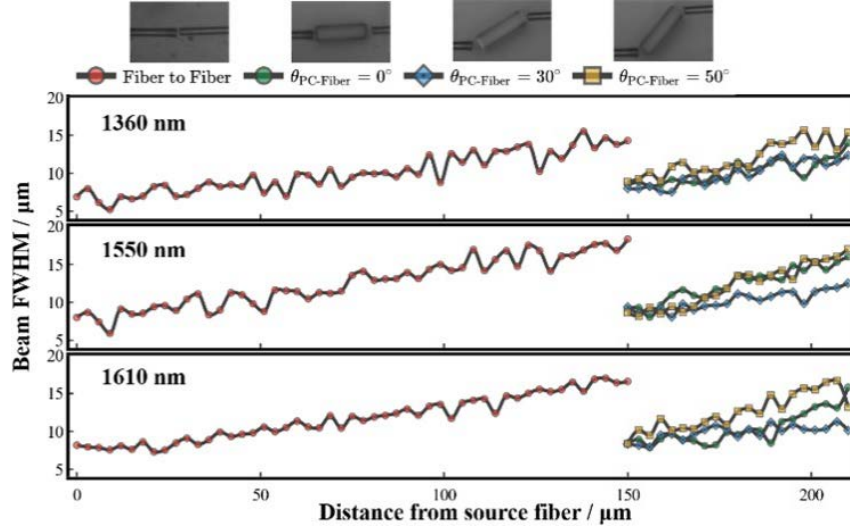 Fiber to Fiber θPC-Fiber = 0° θPC-Fiber = 30° θPC-Fiber = 50°
20
15
10
5
1360 nm
20
15
10
5
1550 nm
20
15
10
5
1610 nm
Beam FWHM / μm
0 50 100 150 200
Distance from source fiber / μm